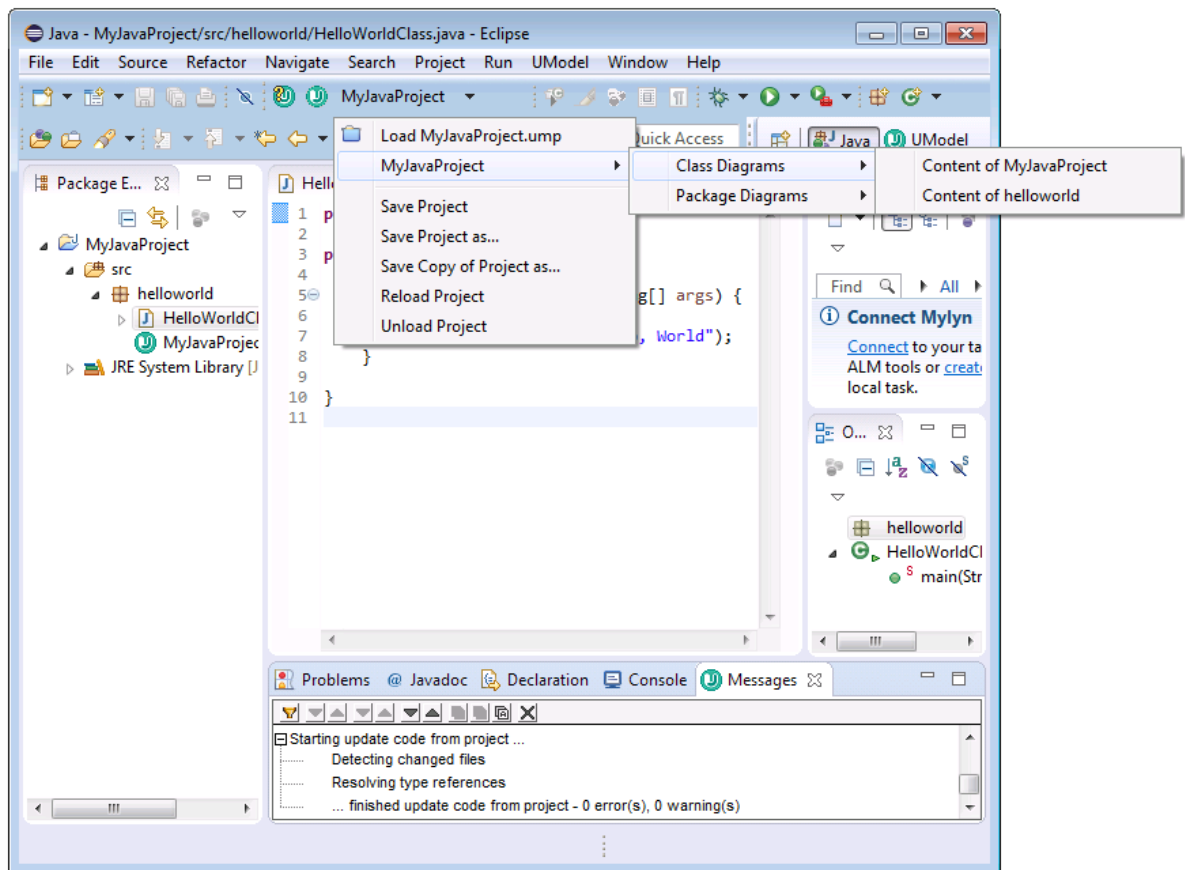 Java - MyJavaProject/src/helloworld/HelloWorldClass.java - Eclipse
File Edit Source Refactor Navigate Search Project Run UModel Window Help
MyJavaProject
Quick Access Java UModel
Load MyJavaProject.ump
MyJavaProject
Save Project
Save Project as...
Save Copy of Project as...
Reload Project
Unload Project
Class Diagrams
Package Diagrams
Content of MyJavaProject
Content of helloworld
Package E...
MyJavaProject
src
helloworld
HelloWorldCl
MyJavaProjec
JRE System Library [J
Hell
1 p
2
3 p
4
5 g[] args) {
6
7 , World");
8 }
9
10 }
11
Find All
Connect Mylyn
Connect to your ta
ALM tools or create
local task.
O...
helloworld
HelloWorldCl
S main(Str
Problems @ Javadoc Declaration Console Messages
Starting update code from project ...
Detecting changed files
Resolving type references
... finished update code from project - 0 error(s), 0 warning(s)